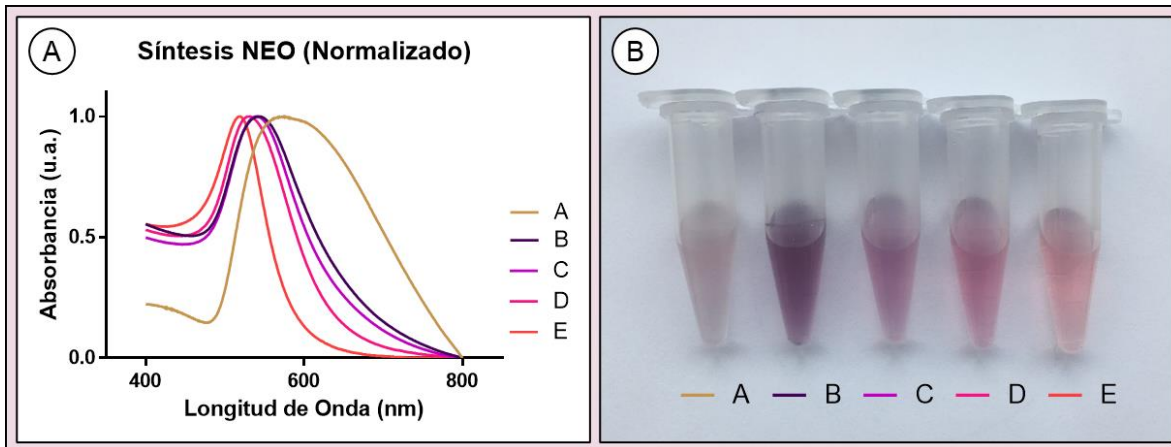 A
Síntesis NEO (Normalizado)
Absorbancia (u.a.)
1.0
0.5
0.0
400
600
800
Longitud de Onda (nm)
A
B
C
D
E
B
A
B
C
D
E